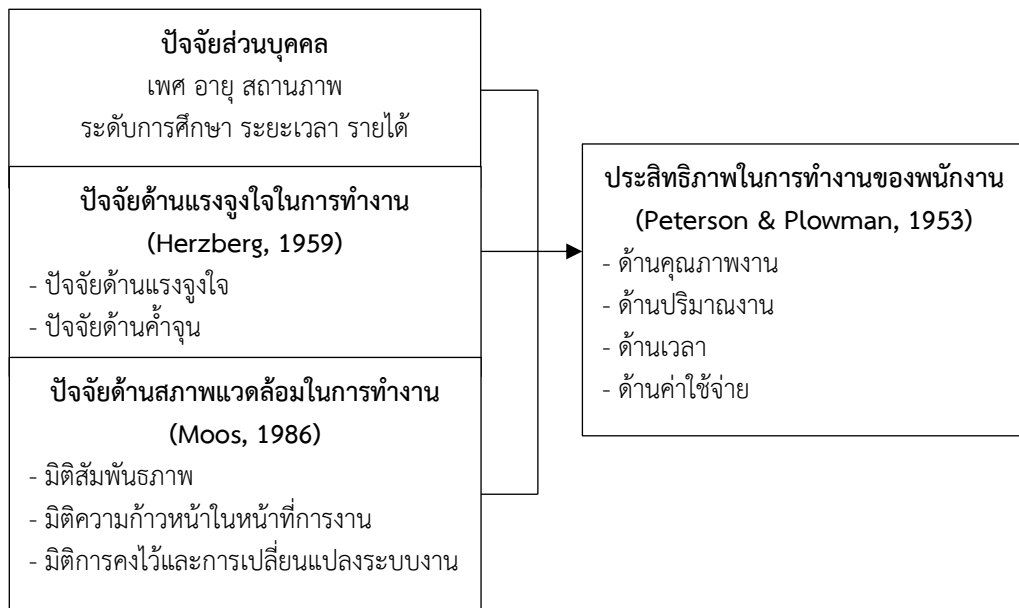 ปัจจัยส่วนบุคคล
เพศ อายุ สถานภาพ
ระดับการศึกษา ระยะเวลา รายได้
ปัจจัยด้านแรงจูงใจในการทำงาน
(Herzberg, 1959)
- ปัจจัยด้านแรงจูงใจ
- ปัจจัยด้านค้ำจุน
ปัจจัยด้านสภาพแวดล้อมในการทำงาน
(Moos, 1986)
- มิติสัมพันธภาพ
- มิติความก้าวหน้าในหน้าที่การงาน
- มิติการคงไว้และการเปลี่ยนแปลงระบบงาน
ประสิทธิภาพในการทำงานของพนักงาน
(Peterson & Plowman, 1953)
- ด้านคุณภาพงาน
- ด้านปริมาณงาน
- ด้านเวลา
- ด้านค่าใช้จ่าย